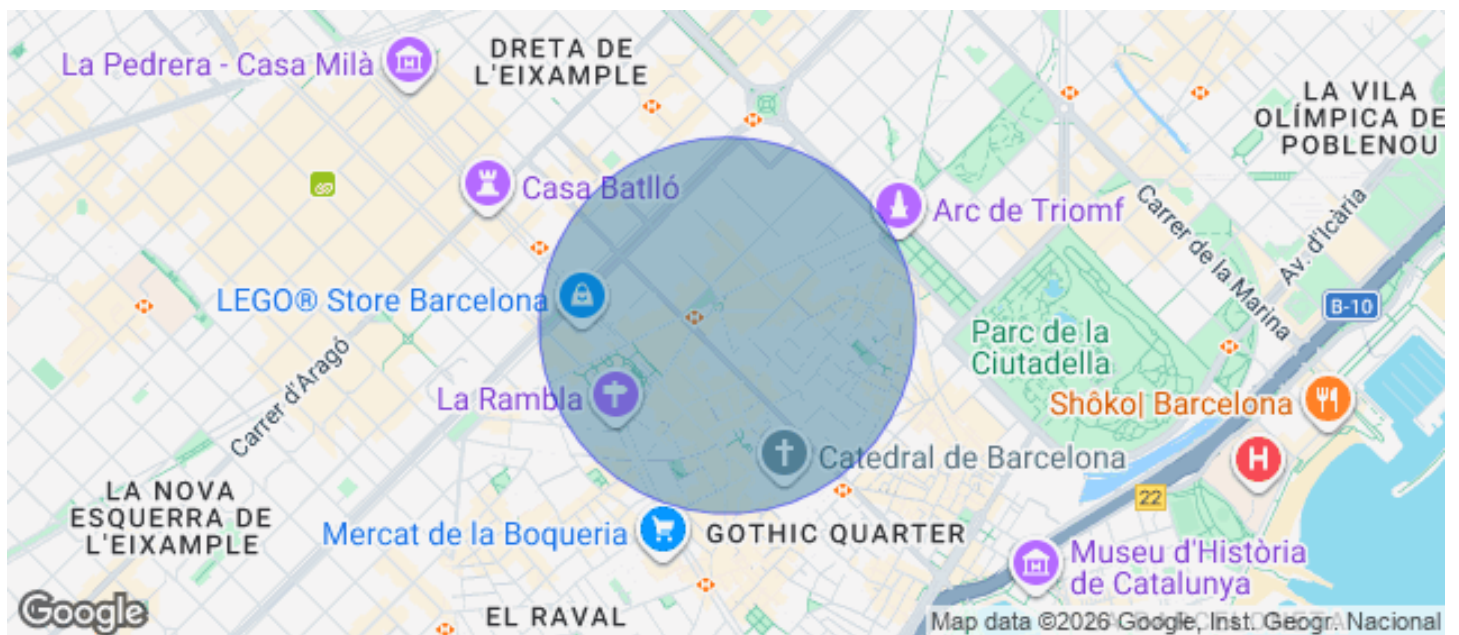 La Pedrera - Casa Milà
DRETA DE
L'EIXAMPLE
LA VILA
OLÍMPICA DE
POBLENOU
Casa Batlló
Arc de Triomf
Carrer de la Marina
Av. d'Icària
LEGO® Store Barcelona
B-10
Parc de la
Ciutadella
Carrer d'Aragó
La Rambla
Shôko| Barcelona
Catedral de Barcelona
H
LA NOVA
ESQUERRA DE
L'EIXAMPLE
22
Mercat de la Boqueria
GOTHIC QUARTER
Museu d'Història
de Catalunya
EL RAVAL
Google
Map data ©2026 Google, Inst. Geogr. Nacional